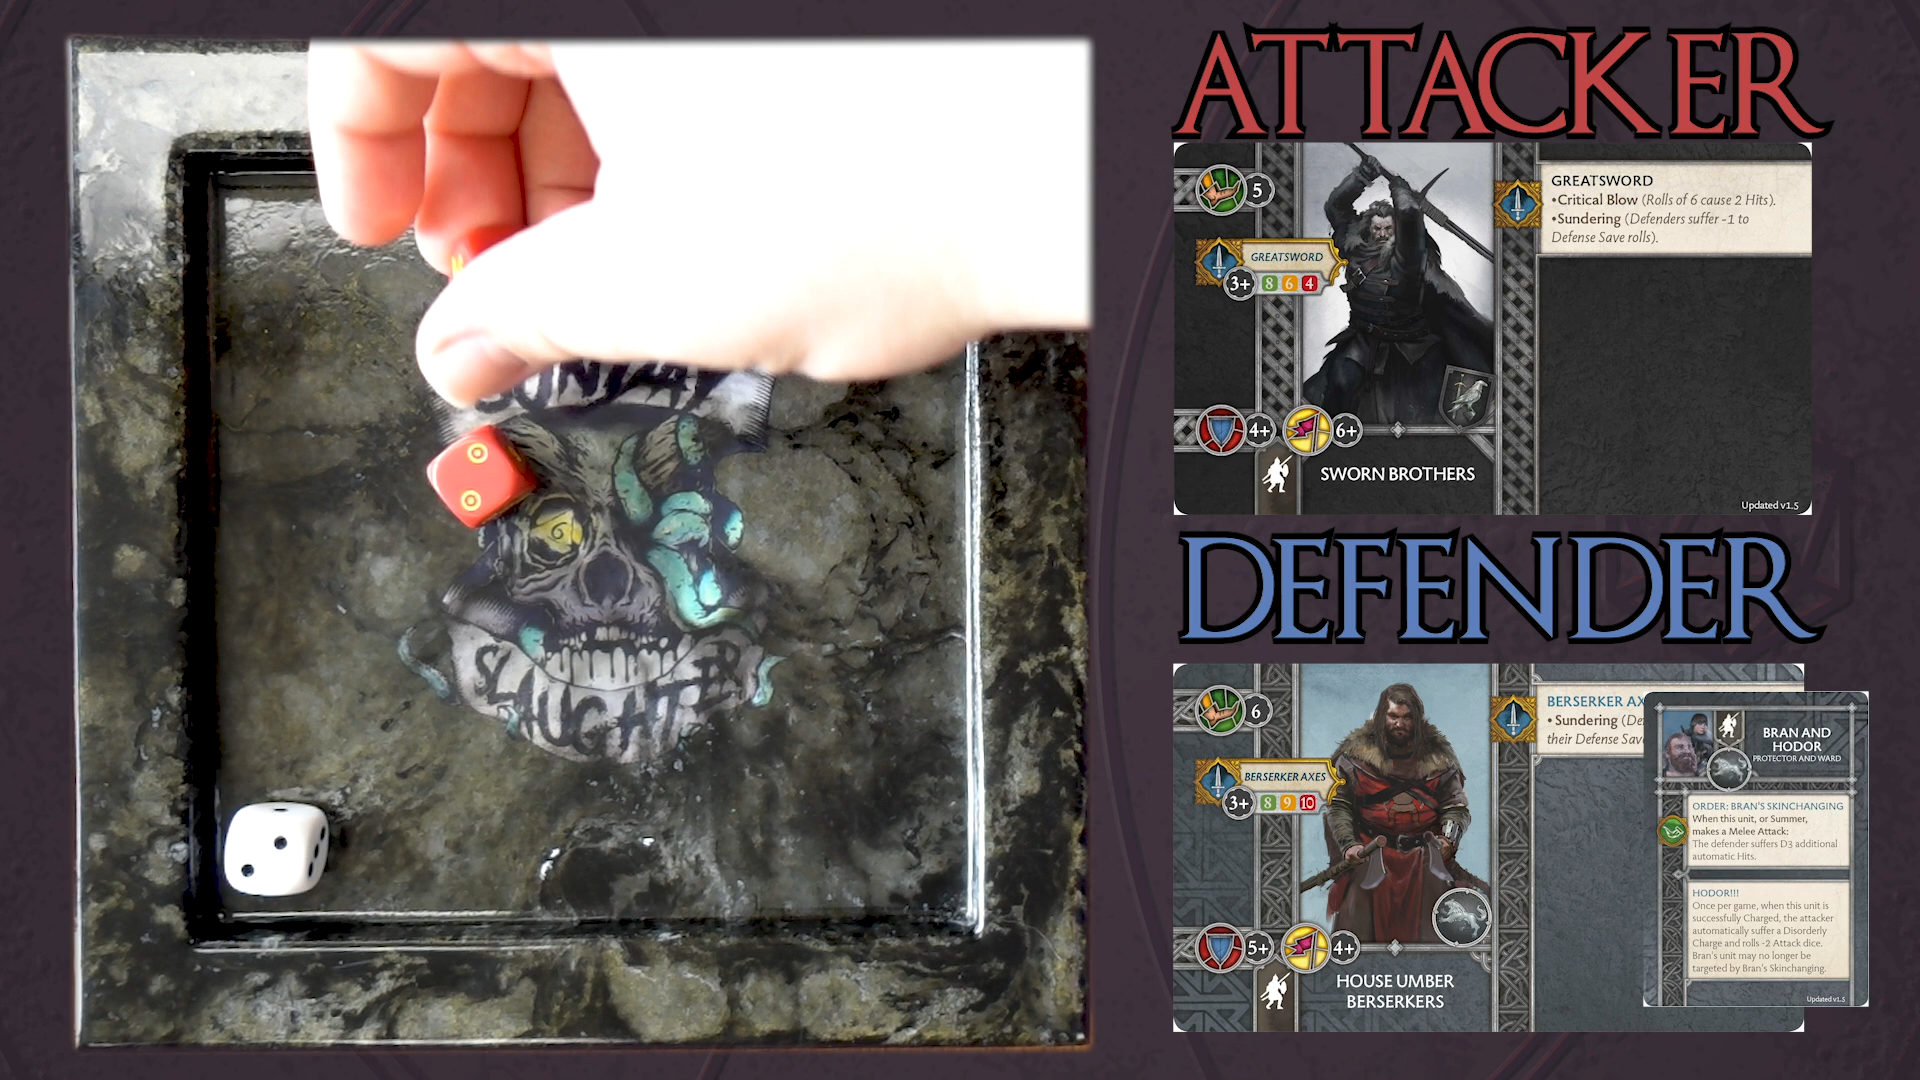 ATTACKER
5
GREATSWORD
3+ 8 6 4
4+ 6+
SWORN BROTHERS
GREATSWORD
•Critical Blow (Rolls of 6 cause 2 Hits).
•Sundering (Defenders suffer -1 to
Defense Save rolls).
Updated v1.5
DEFENDER
6
BERSERKER AXES
3+ 8 9 10
5+ 4+
HOUSE UMBER
BERSERKERS
BERSERKER
• Sundering
their Defense
BRAN AND
HODOR
PROTECTOR AND WARD
ORDER: BRAN'S SKINCHANGING
When this unit, or Summer,
makes a Melee Attack:
The defender suffers D3 additional
automatic Hits.
HODOR!!!
Once per game, when this unit is
successfully Charged, the attacker
automatically suffer a Disorderly
Charge and rolls -2 Attack dice.
Bran's unit may no longer be
targeted by Bran's Skinchanging.
Updated v1.5
SLAUGHTER